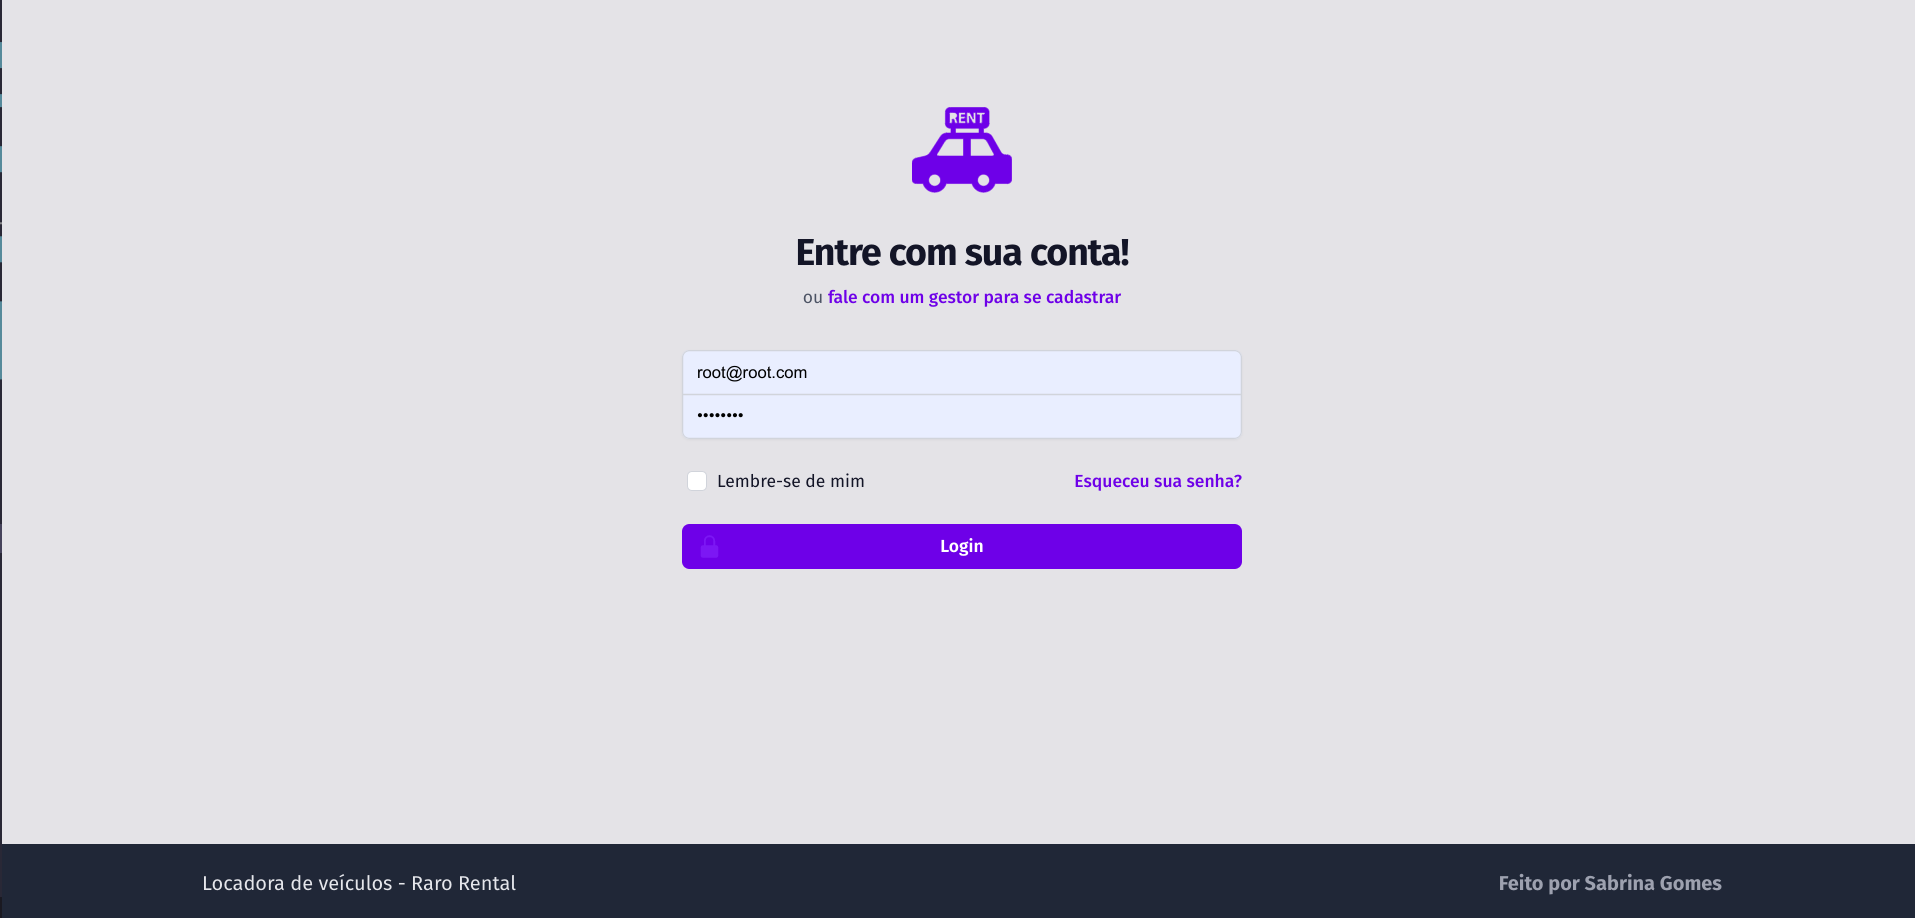 RENT
Entre com sua conta!
ou fale com um gestor para se cadastrar
root@root.com
••••••••
Lembre-se de mim
Esqueceu sua senha?
Login
Locadora de veículos - Raro Rental
Feito por Sabrina Gomes